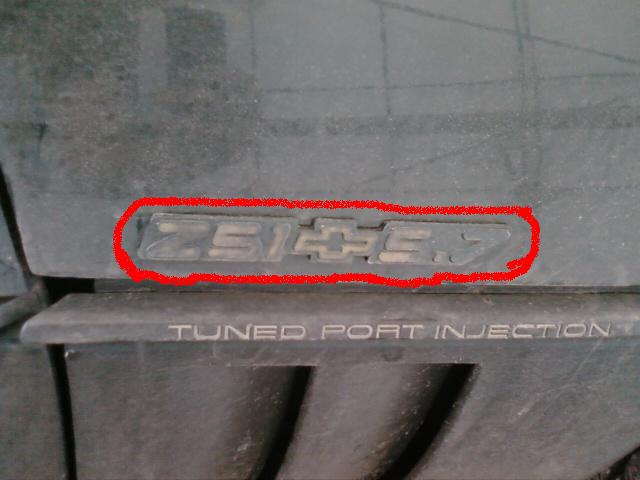 Z51 5.7
TUNED PORT INJECTION